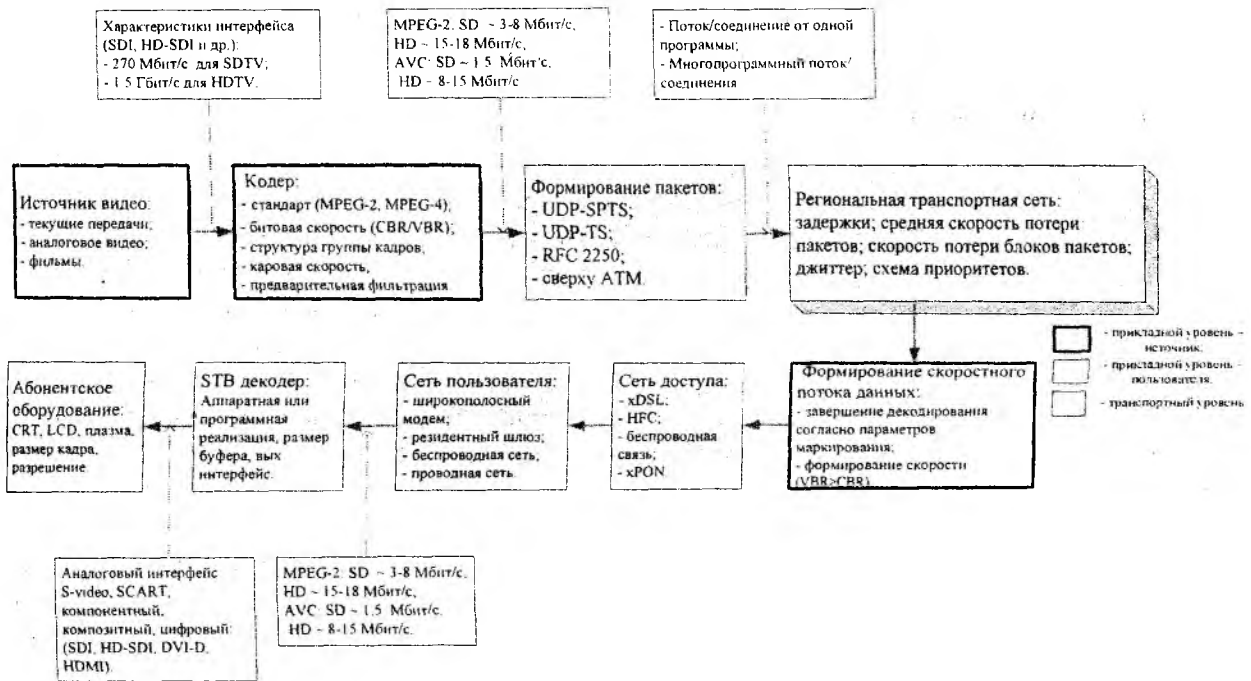 Характеристики интерфейса
(SDI, HD-SDI и др.):
- 270 Мбит/с для SDTV;
- 1.5 Гбит/с для HDTV.
MPEG-2: SD ~ 3-8 Мбит/с,
HD ~ 15-18 Мбит/с,
AVC: SD ~ 1.5 Мбит/с.
HD ~ 8-15 Мбит/с
- Поток/соединение от одной
программы;
- Многопрограммный поток/
соединения
Источник видео:
- текущие передачи;
- аналоговое видео;
- фильмы.
Кодер:
- стандарт (MPEG-2, MPEG-4);
- битовая скорость (CBR/VBR);
- структура группы кадров;
- каровая скорость,
- предварительная фильтрация
Формирование пакетов:
- UDP-SPTS;
- UDP-TS;
- RFC 2250;
- сверху ATM.
Региональная транспортная сеть:
задержки; средняя скорость потери
пакетов; скорость потери блоков пакетов;
джиттер; схема приоритетов.
- прикладной уровень –
источник.
- прикладной уровень -
пользователя.
- транспортный уровень
Абонентское
оборудование:
CRT, LCD, плазма,
размер кадра,
разрешение.
STB декодер:
Аппаратная или
программная
реализация, размер
буфера, вых
интерфейс.
Сеть пользователя:
- широкополосный
модем;
- резидентный шлюз;
- беспроводная сеть,
- проводная сеть.
Сеть доступа:
- xDSL;
- HFC;
- беспроводная
связь;
- xPON.
Формирование скоростного
потока данных:
- завершение декодирования
согласно параметров
маркирования;
- формирование скорости
(VBR>CBR)
Аналоговый интерфейс
S-video, SCART,
компонентный,
композитный, цифровый
(SDI, HD-SDI, DVI-D,
HDMI).
MPEG-2: SD ~ 3-8 Мбит/с,
HD ~ 15-18 Мбит/с,
AVC: SD ~ 1.5 Мбит/с.
HD ~ 8-15 Мбит/с.